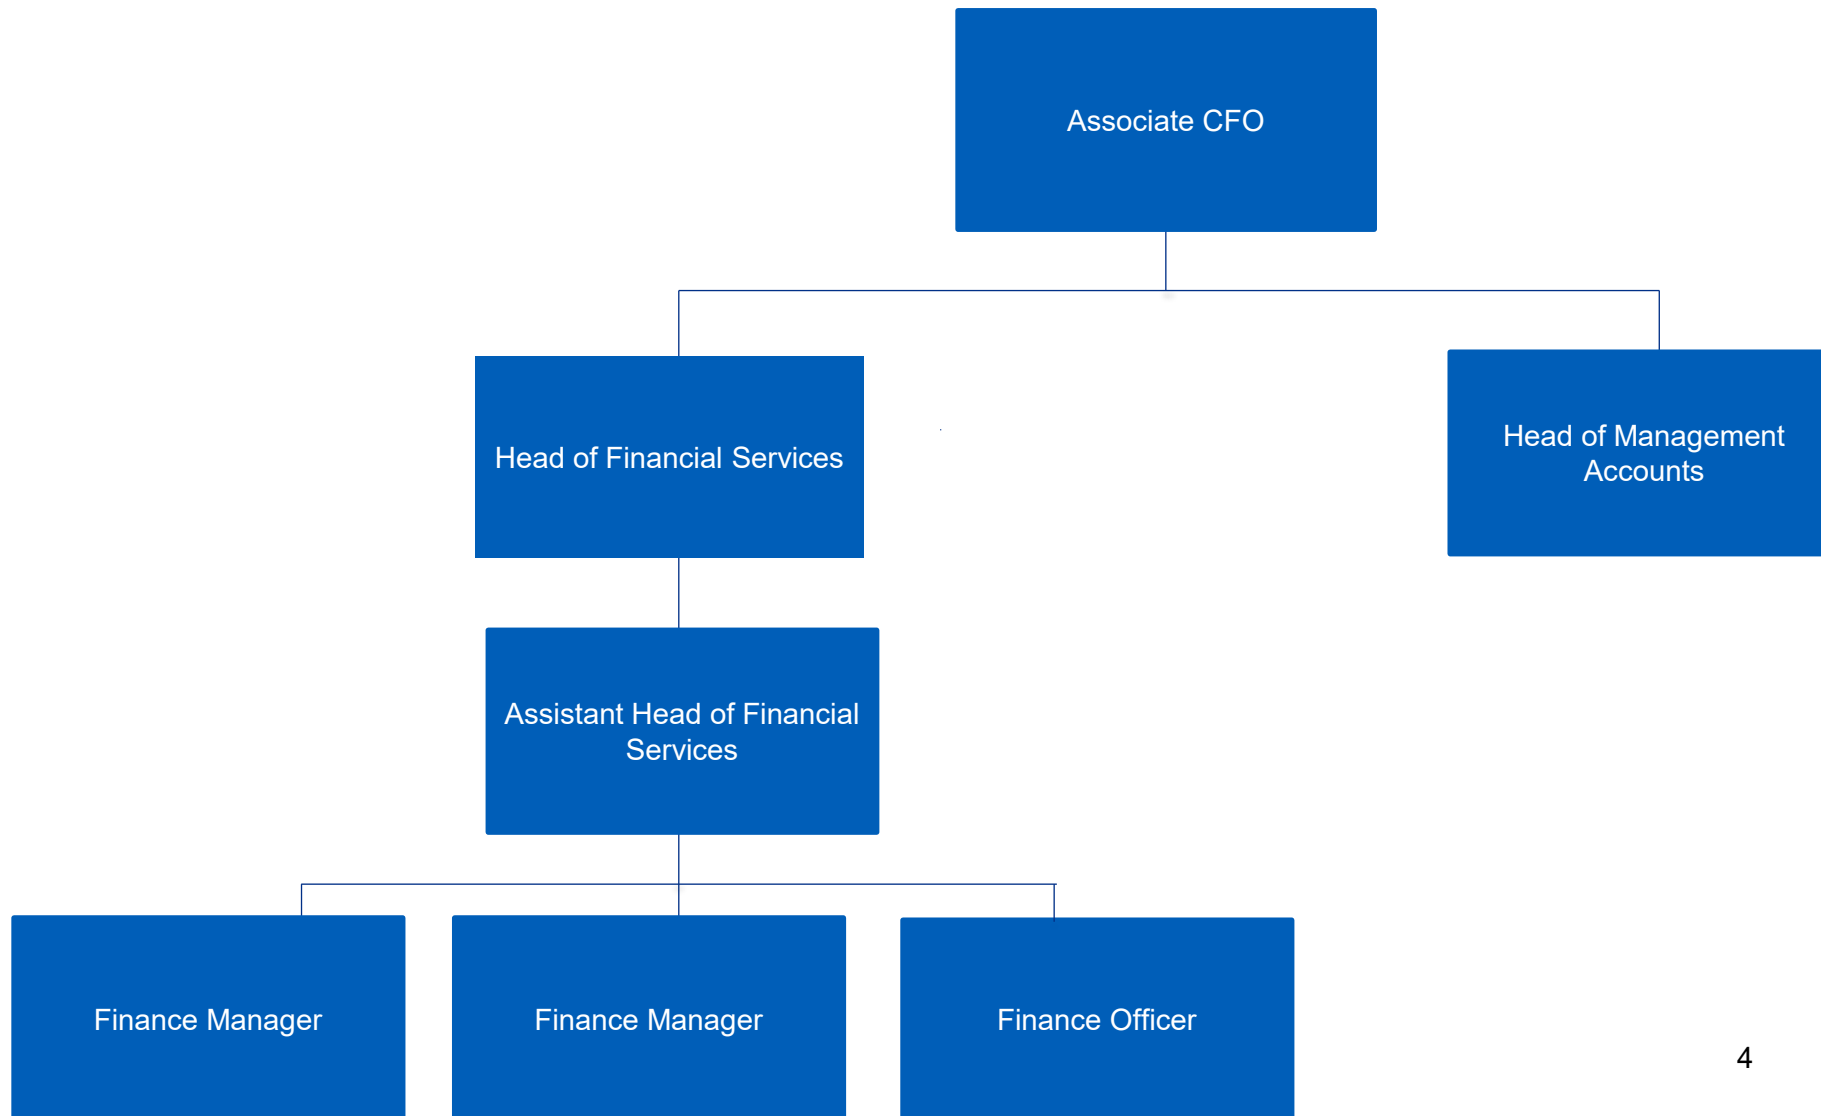 Associate CFO
Head of Financial Services
Head of Management
Accounts
Assistant Head of Financial
Services
Finance Manager
Finance Manager
Finance Officer
4